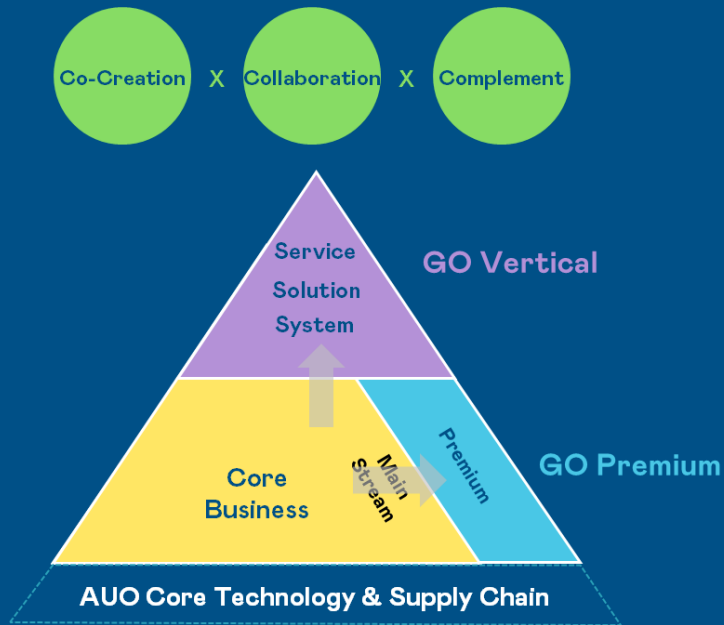 Co-Creation X Collaboration X Complement
Service
Solution
System
GO Vertical
Core
Business
Main
Stream
Premium
GO Premium
AUO Core Technology & Supply Chain